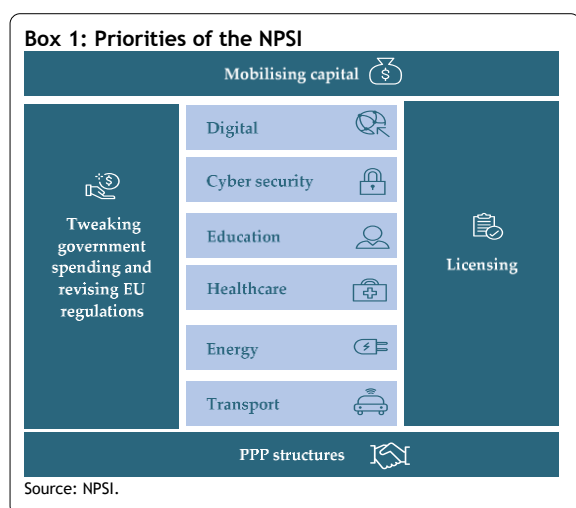 Box 1: Priorities of the NPSI
Mobilising capital
Tweaking
government
spending and
revising EU
regulations
Digital
Cyber security
Education
Healthcare
Energy
Transport
Licensing
PPP structures
Source: NPSI.